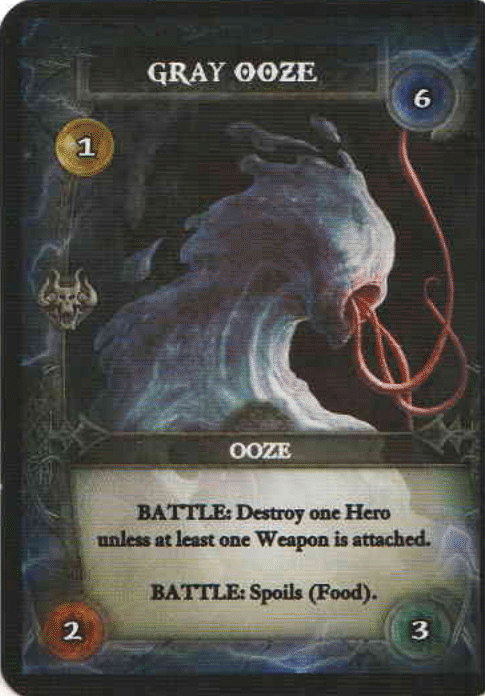 GRAY OOZE
6
1
OOZE
BATTLE: Destroy one Hero
unless at least one Weapon is attached.
BATTLE: Spoils (Food).
2
3